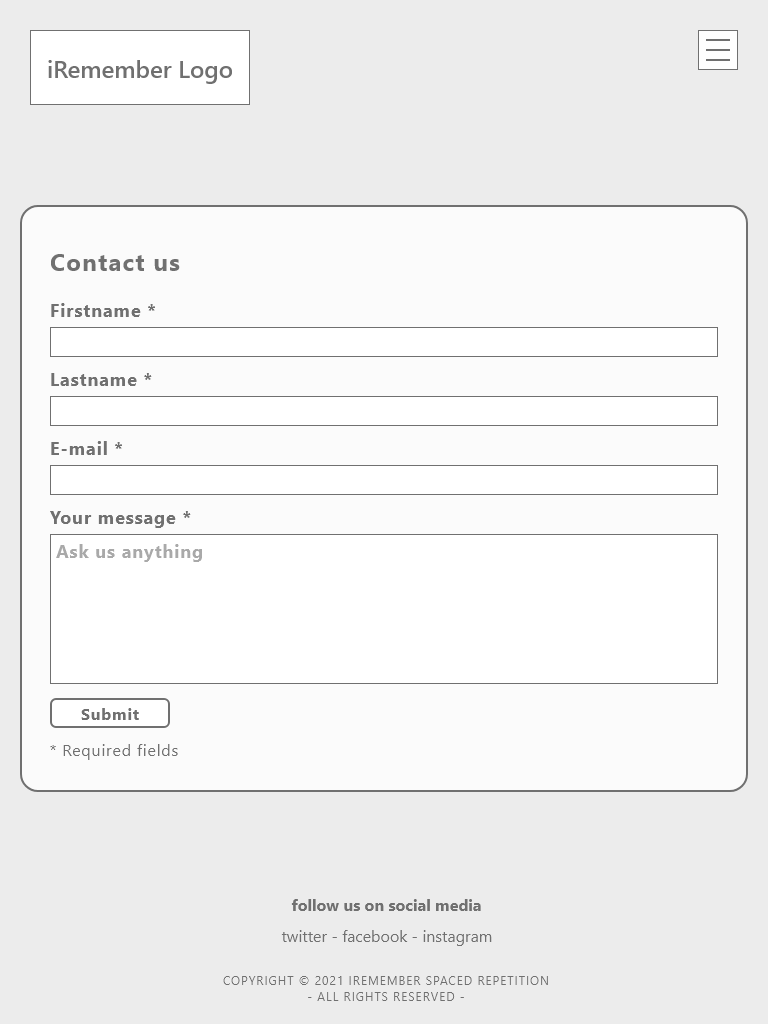 iRemember Logo
Contact us
Firstname *
Lastname *
E-mail *
Your message *
Ask us anything
Submit
* Required fields
follow us on social media
twitter - facebook - instagram
COPYRIGHT © 2021 IREMEMBER SPACED REPETITION
- ALL RIGHTS RESERVED -